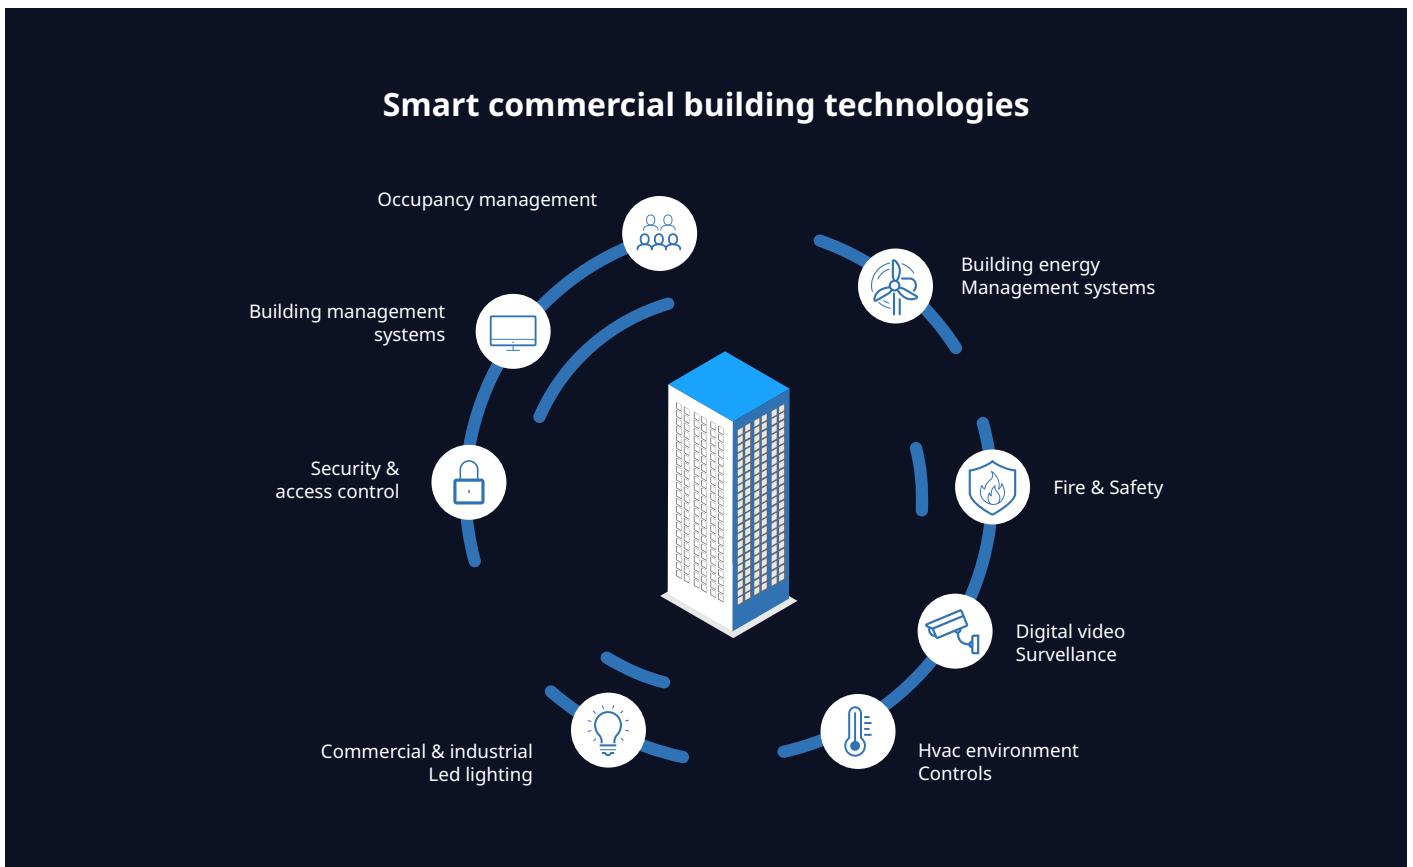 Smart commercial building technologies
Occupancy management
Building energy
Management systems
Building management
systems
Security &
access control
Fire & Safety
Digital video
Survellance
Commercial & industrial
Led lighting
Hvac environment
Controls